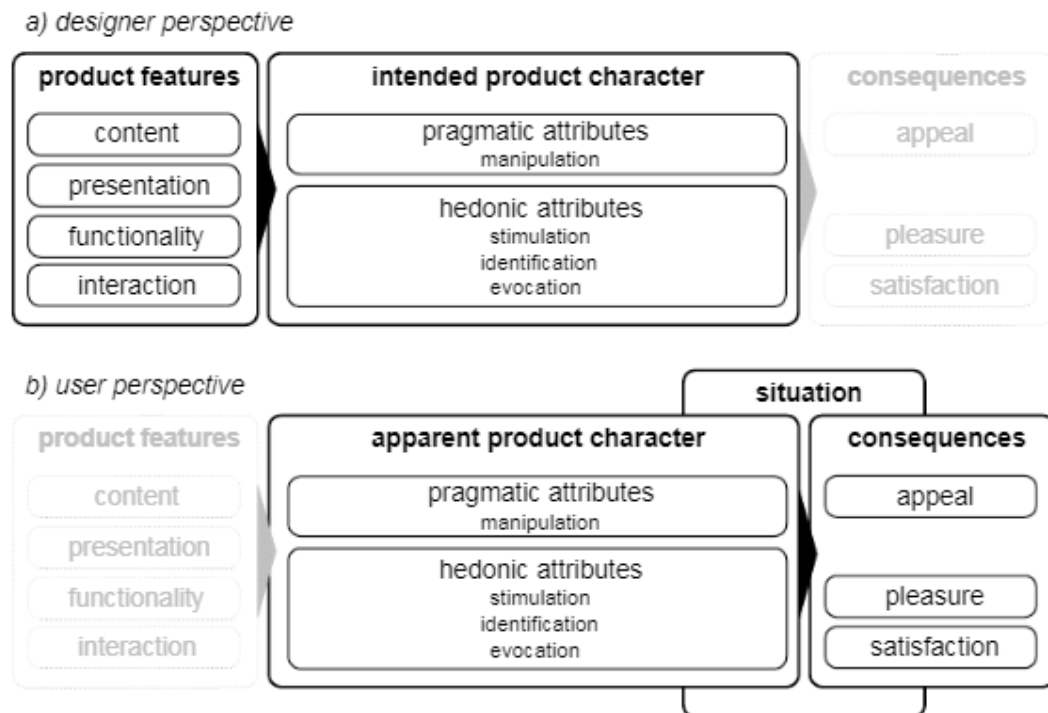 a) designer perspective
product features
intended product character
consequences
content
presentation
functionality
interaction
pragmatic attributes
manipulation
hedonic attributes
stimulation
identification
evocation
appeal
pleasure
satisfaction
b) user perspective
situation
product features
apparent product character
consequences
content
presentation
functionality
interaction
pragmatic attributes
manipulation
hedonic attributes
stimulation
identification
evocation
appeal
pleasure
satisfaction